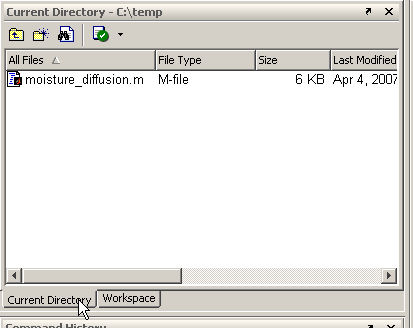 Current Directory - C:\temp
All Files File Type Size Last Modified
moisture_diffusion.m M-file 6 KB Apr 4, 2007
Current Directory Workspace
Command History